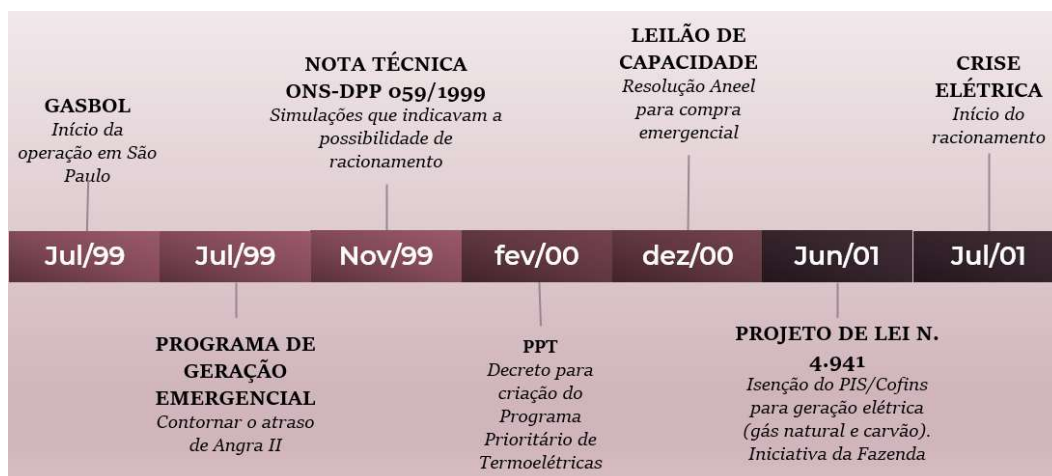 GASBOL
Início da
operação em São
Paulo
NOTA TÉCNICA
ONS-DPP 059/1999
Simulações que indicavam a
possibilidade de
racionamento
LEILÃO DE
CAPACIDADE
Resolução Aneel
para compra
emergencial
CRISE
ELÉTRICA
Início do
racionamento
Jul/99
Jul/99
Nov/99
fev/00
dez/00
Jun/01
Jul/01
PROGRAMA DE
GERAÇÃO
EMERGENCIAL
Contornar o atraso
de Angra II
PPT
Decreto para
criação do
Programa
Prioritário de
Termoelétricas
PROJETO DE LEI N.
4.941
Isenção do PIS/Cofins
para geração elétrica
(gás natural e carvão).
Iniciativa da Fazenda